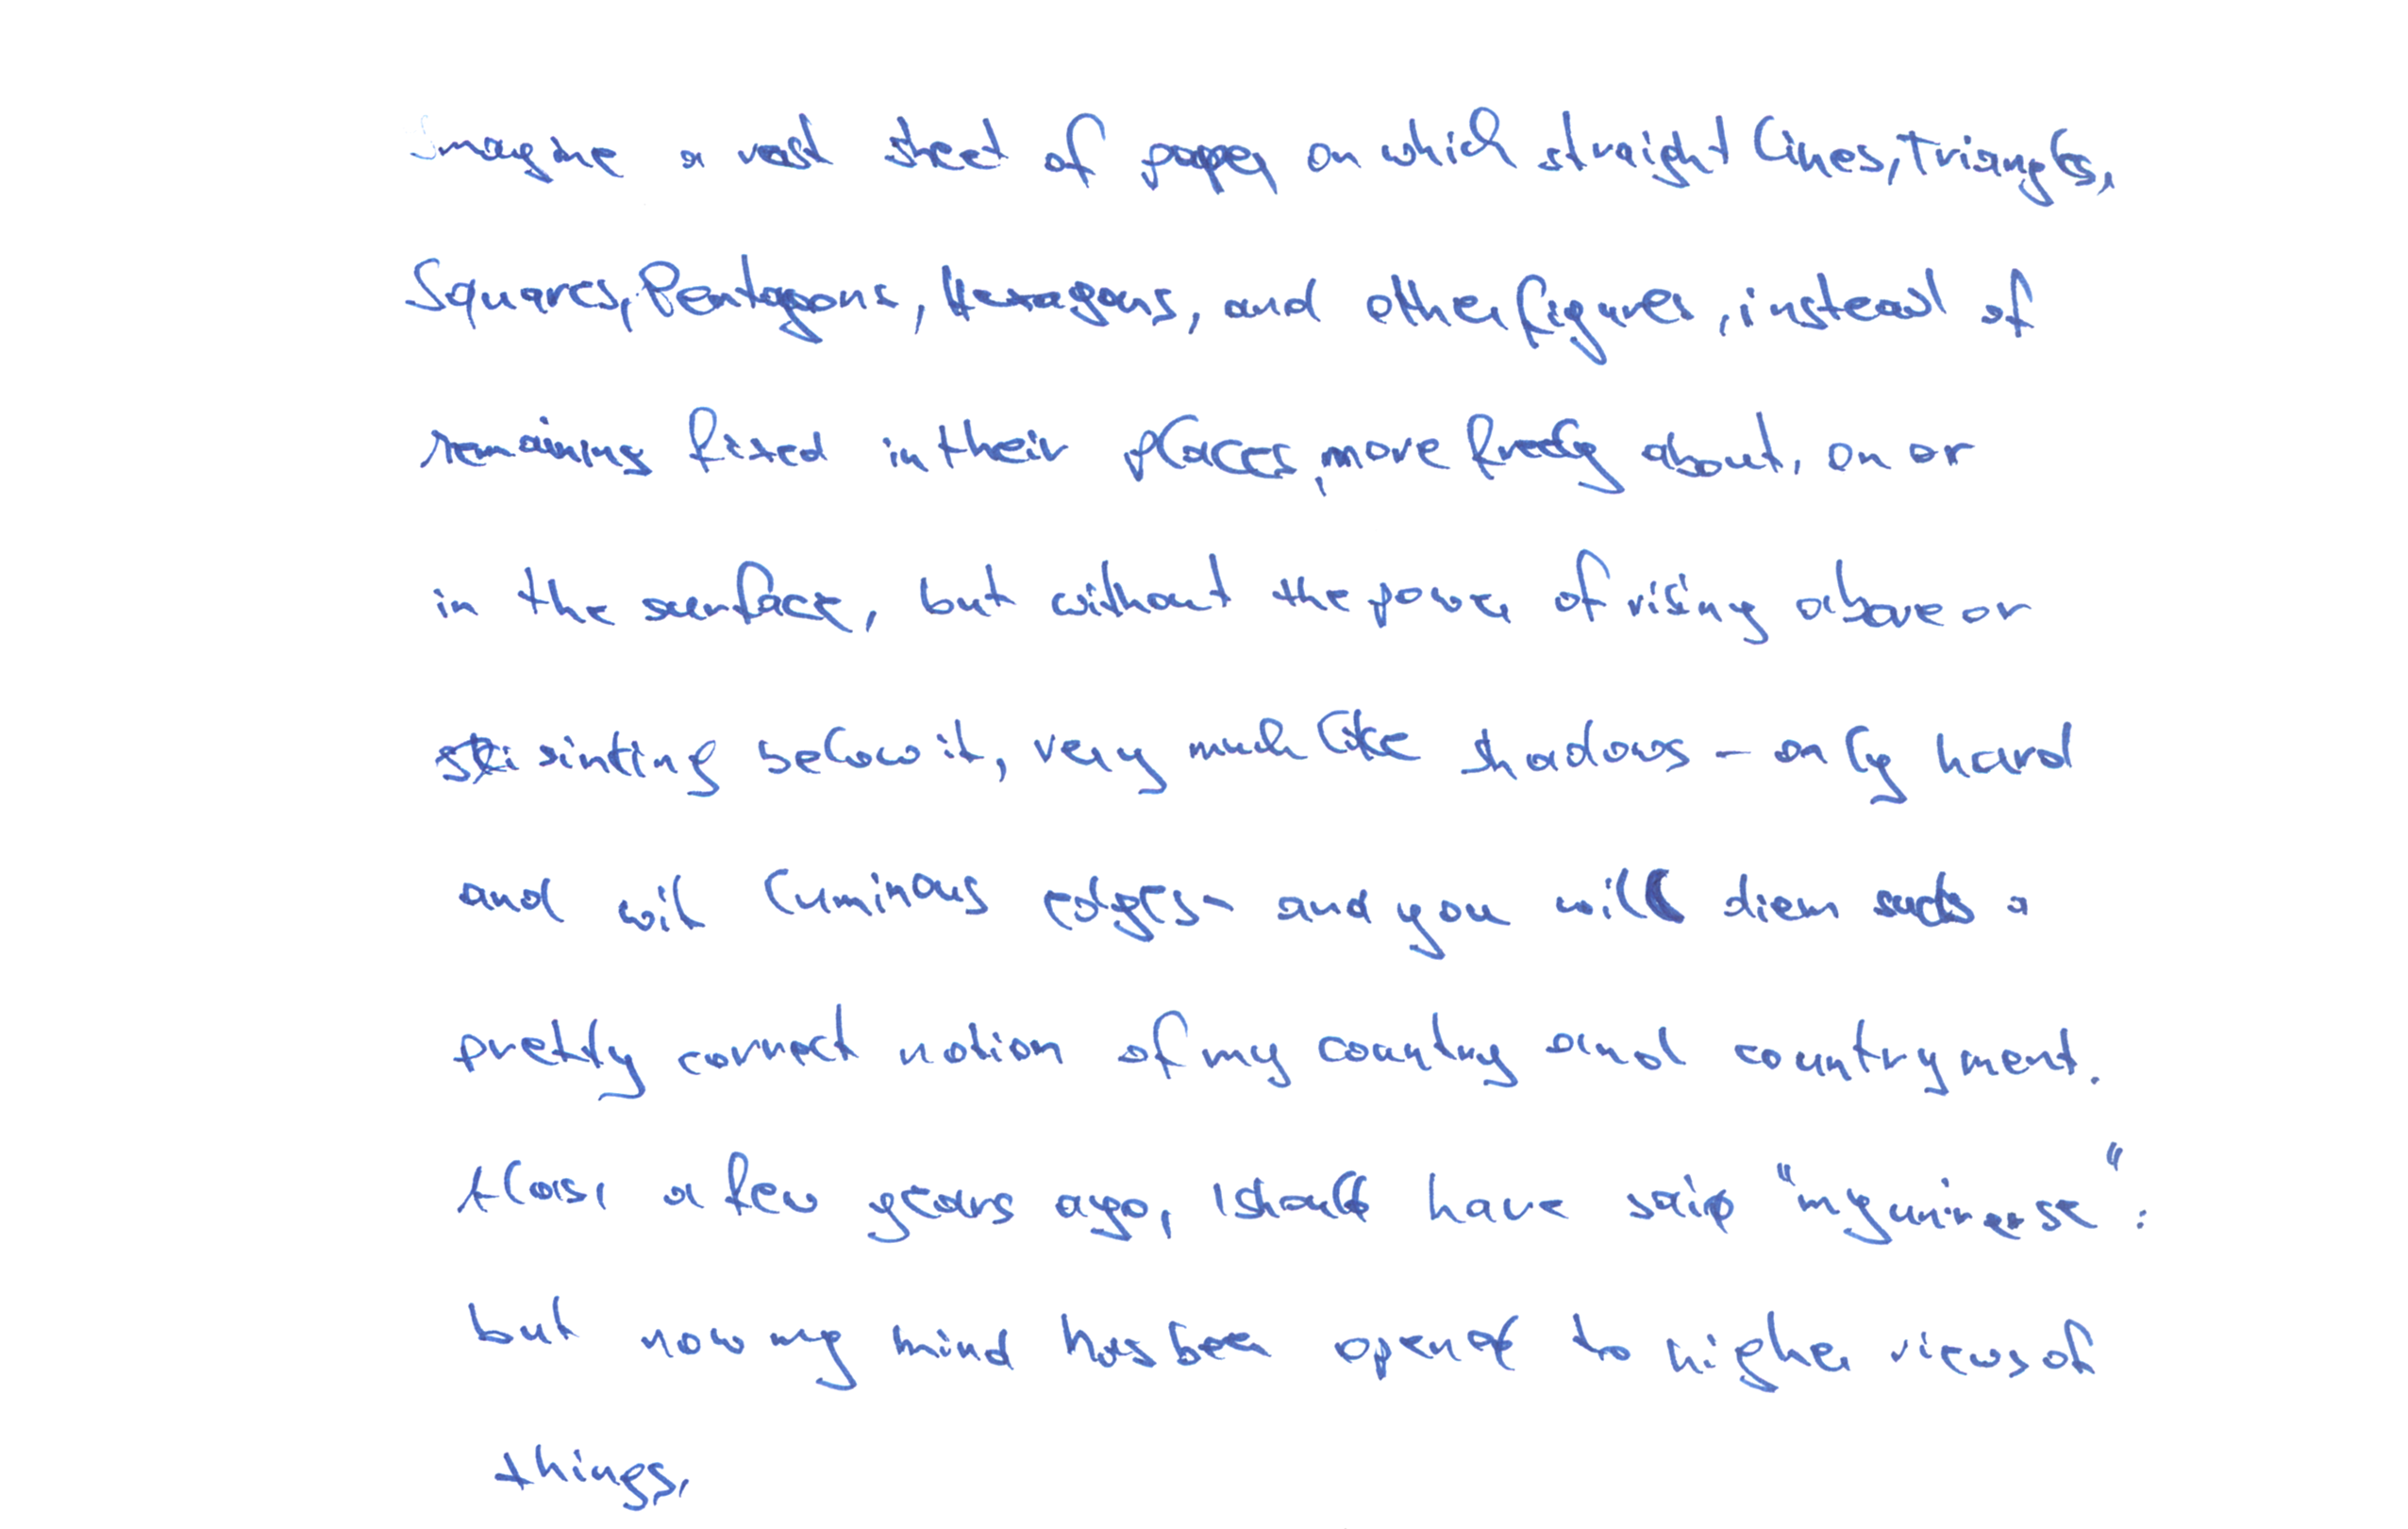 Imagine a vast sheet of paper on which straight Lines, Triangles,
Squares, Pentagons, Hexagons, and other figures, instead of
remaining fixed in their places, move freely about, on or
in the surface, but without the power of rising above or
sinking below it, very much like shadows - only hard
and wit luminous edges - and you will then such a
pretty correct notion of my country and countryment.
Alas, a few years ago, I should have said "my universe":
but now my mind has been opened to higher views of
things.